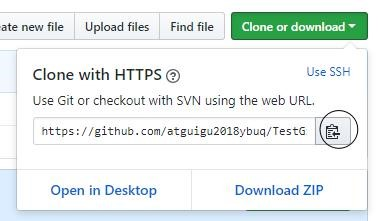 eate new file Upload files Find file Clone or download
Clone with HTTPS ? Use SSH
Use Git or checkout with SVN using the web URL.
https://github.com/atguigu2018ybuq/TestG
Open in Desktop Download ZIP